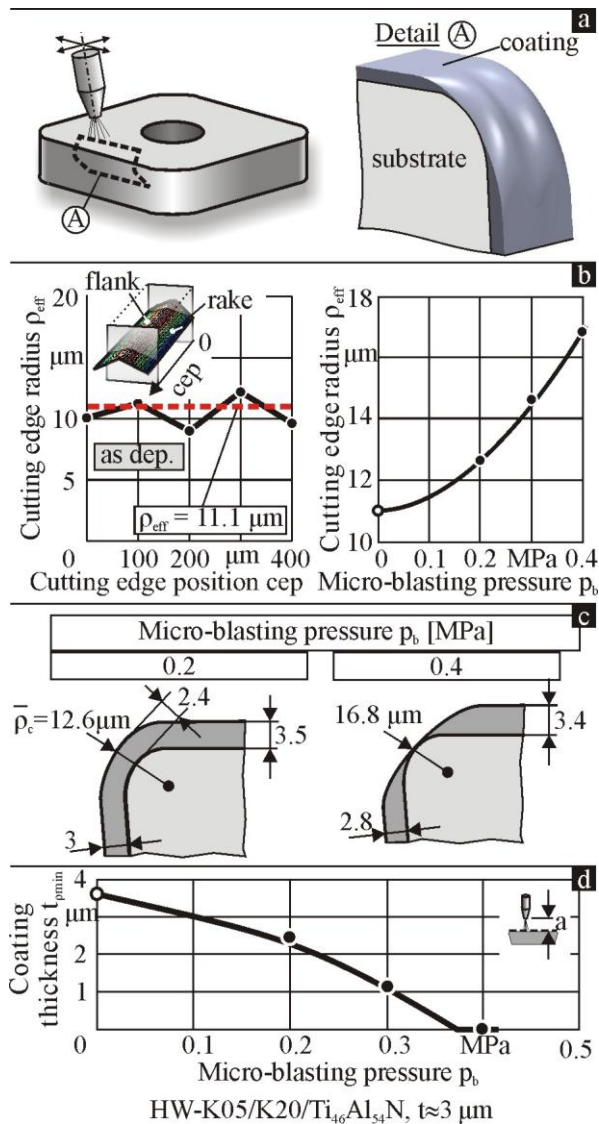 a
Detail Ⓐ
coating
substrate
Ⓐ
b
Cutting edge radius ρeff
20
μm
10
5
0
flank
rake
0
cep
as dep.
ρeff = 11.1 μm
100 200 μm 400
Cutting edge position cep
Cutting edge radius ρeff
18
μm
14
11
10
0 0.1 0.2 MPa 0.4
Micro-blasting pressure pb
c
Micro-blasting pressure pb [MPa]
0.2 0.4
ρc=12.6μm
2.4
3.5
3
16.8 μm
3.4
2.8
d
Coating
thickness tρmin
4
μm
2
1
0
a
0.1 0.2 0.3 MPa 0.5
Micro-blasting pressure pb
HW-K05/K20/Ti46Al54N, t≈3 μm